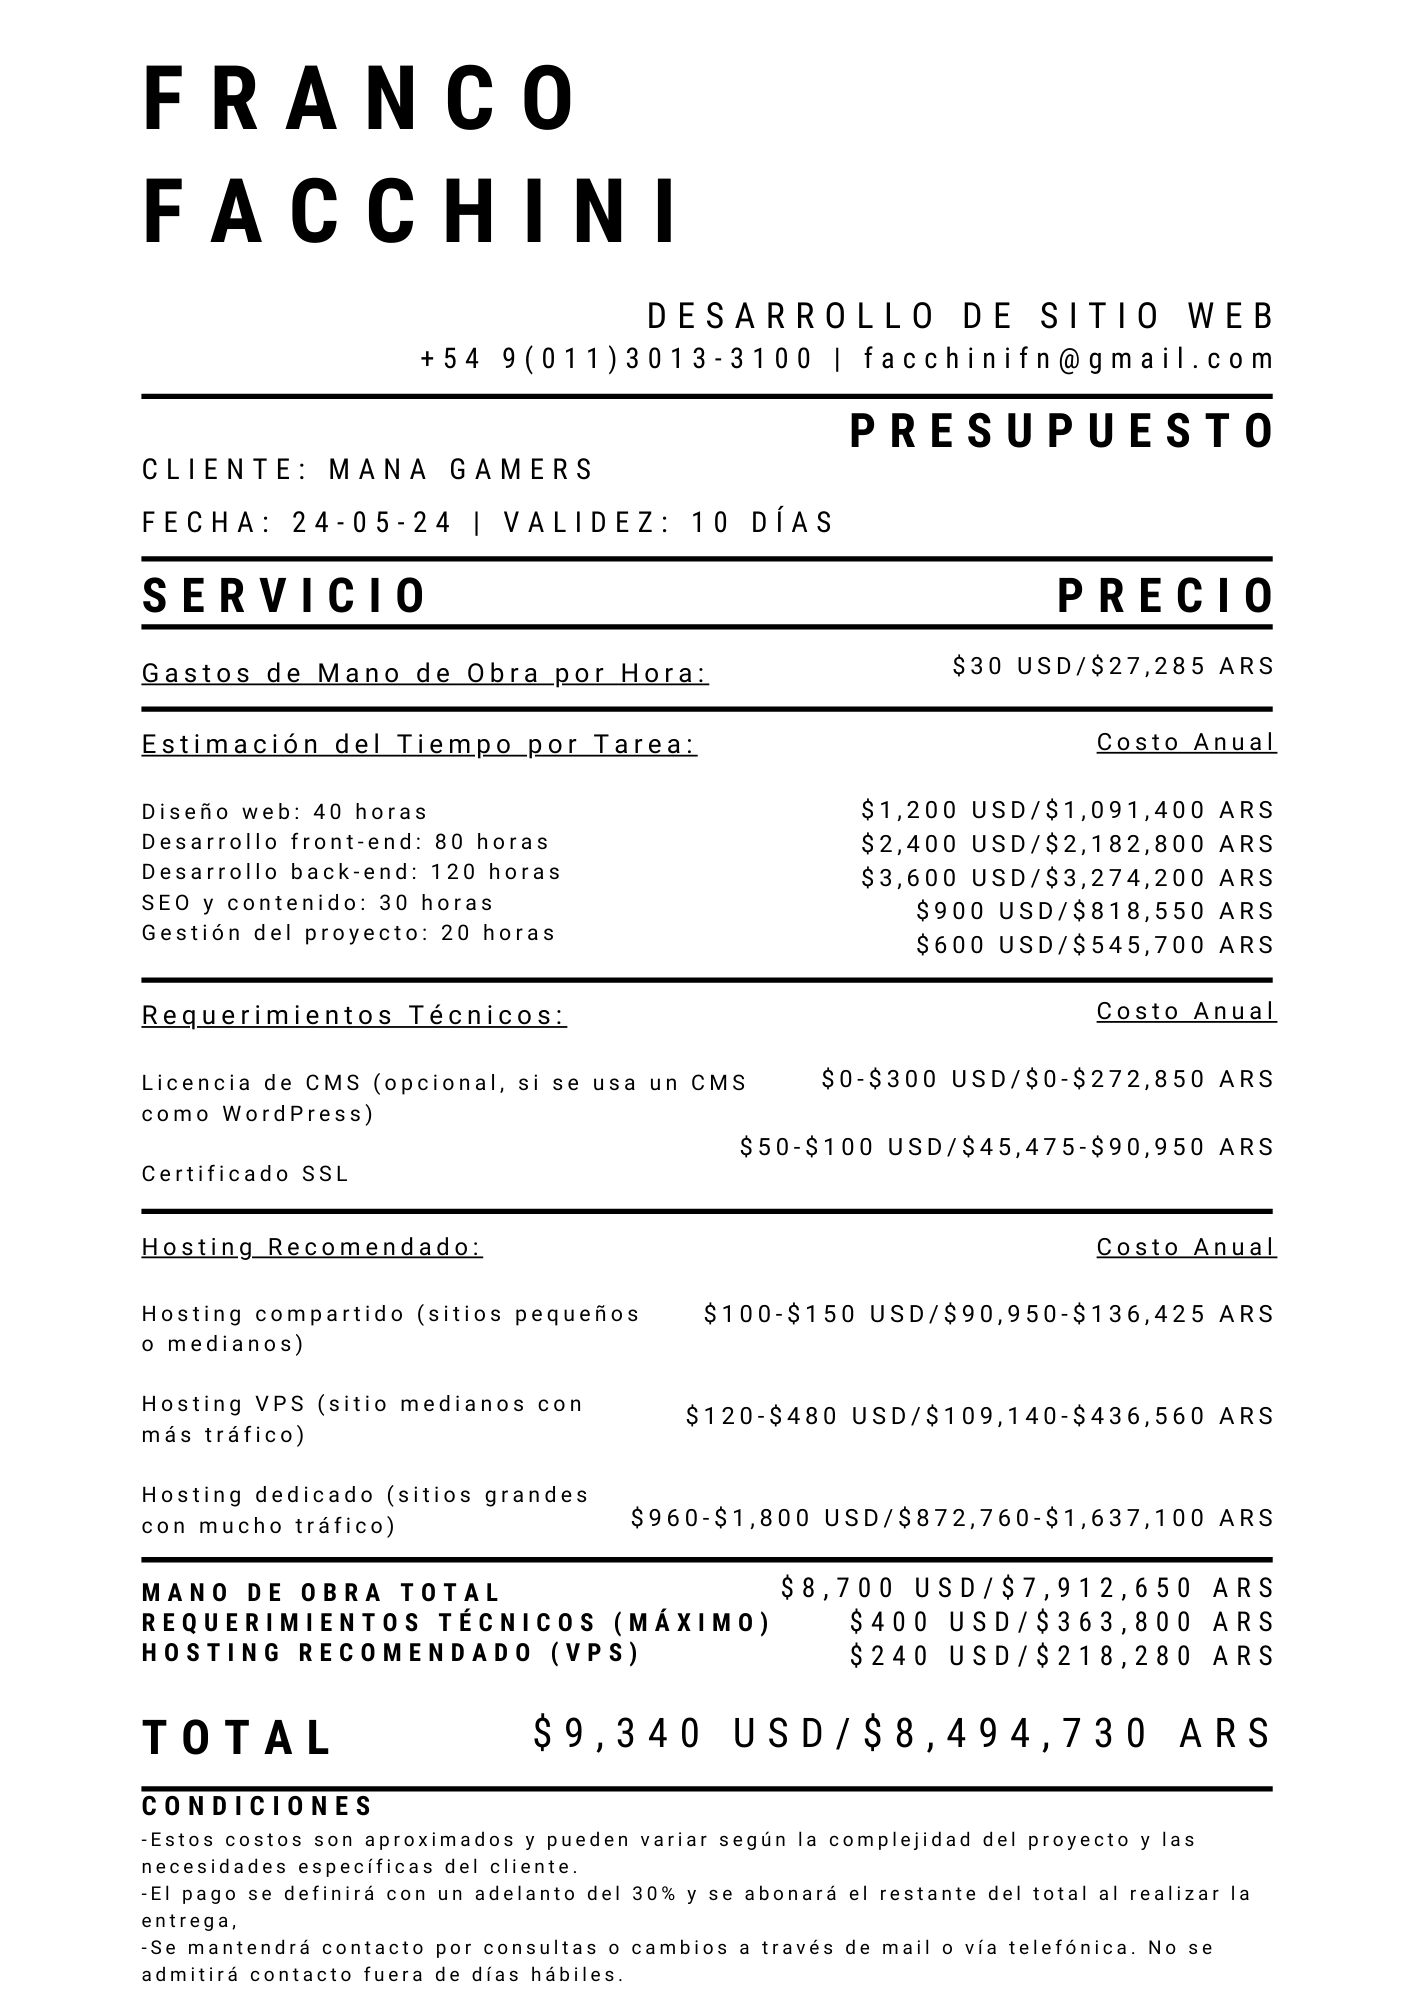 FRANCO
FACCHINI
DESARROLLO DE SITIO WEB
+54 9(011)3013-3100 | facchinifn@gmail.com
PRESUPUESTO
CLIENTE: MANA GAMERS
FECHA: 24-05-24 | VALIDEZ: 10 DÍAS
SERVICIO PRECIO
Gastos de Mano de Obra por Hora: $30 USD/$27,285 ARS
Estimación del Tiempo por Tarea: Costo Anual
Diseño web: 40 horas $1,200 USD/$1,091,400 ARS
Desarrollo front-end: 80 horas $2,400 USD/$2,182,800 ARS
Desarrollo back-end: 120 horas $3,600 USD/$3,274,200 ARS
SEO y contenido: 30 horas $900 USD/$818,550 ARS
Gestión del proyecto: 20 horas $600 USD/$545,700 ARS
Requerimientos Técnicos: Costo Anual
Licencia de CMS (opcional, si se usa un CMS $0-$300 USD/$0-$272,850 ARS
como WordPress)
$50-$100 USD/$45,475-$90,950 ARS
Certificado SSL
Hosting Recomendado: Costo Anual
Hosting compartido (sitios pequeños $100-$150 USD/$90,950-$136,425 ARS
o medianos)
Hosting VPS (sitio medianos con $120-$480 USD/$109,140-$436,560 ARS
más tráfico)
Hosting dedicado (sitios grandes $960-$1,800 USD/$872,760-$1,637,100 ARS
con mucho tráfico)
MANO DE OBRA TOTAL $8,700 USD/$7,912,650 ARS
REQUERIMIENTOS TÉCNICOS (MÁXIMO) $400 USD/$363,800 ARS
HOSTING RECOMENDADO (VPS) $240 USD/$218,280 ARS
TOTAL $9,340 USD/$8,494,730 ARS
CONDICIONES
-Estos costos son aproximados y pueden variar según la complejidad del proyecto y las
necesidades específicas del cliente.
-El pago se definirá con un adelanto del 30% y se abonará el restante del total al realizar la
entrega,
-Se mantendrá contacto por consultas o cambios a través de mail o vía telefónica. No se
admitirá contacto fuera de días hábiles.